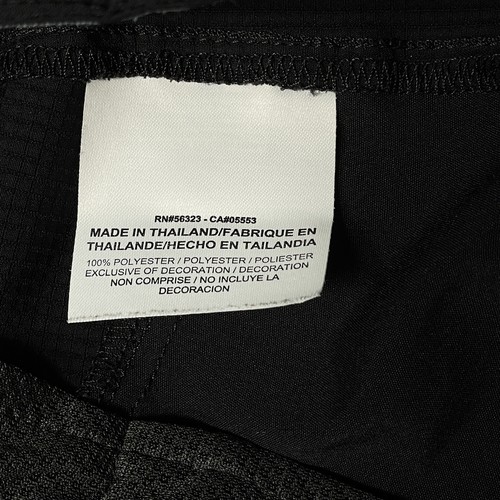 RN#56323 - CA#05553
MADE IN THAILAND/FABRIQUE EN
THAILANDE/HECHO EN TAILANDIA
100% POLYESTER / POLYESTER / POLIESTER
EXCLUSIVE OF DECORATION / DECORATION
NON COMPRISE / NO INCLUYE LA
DECORACION